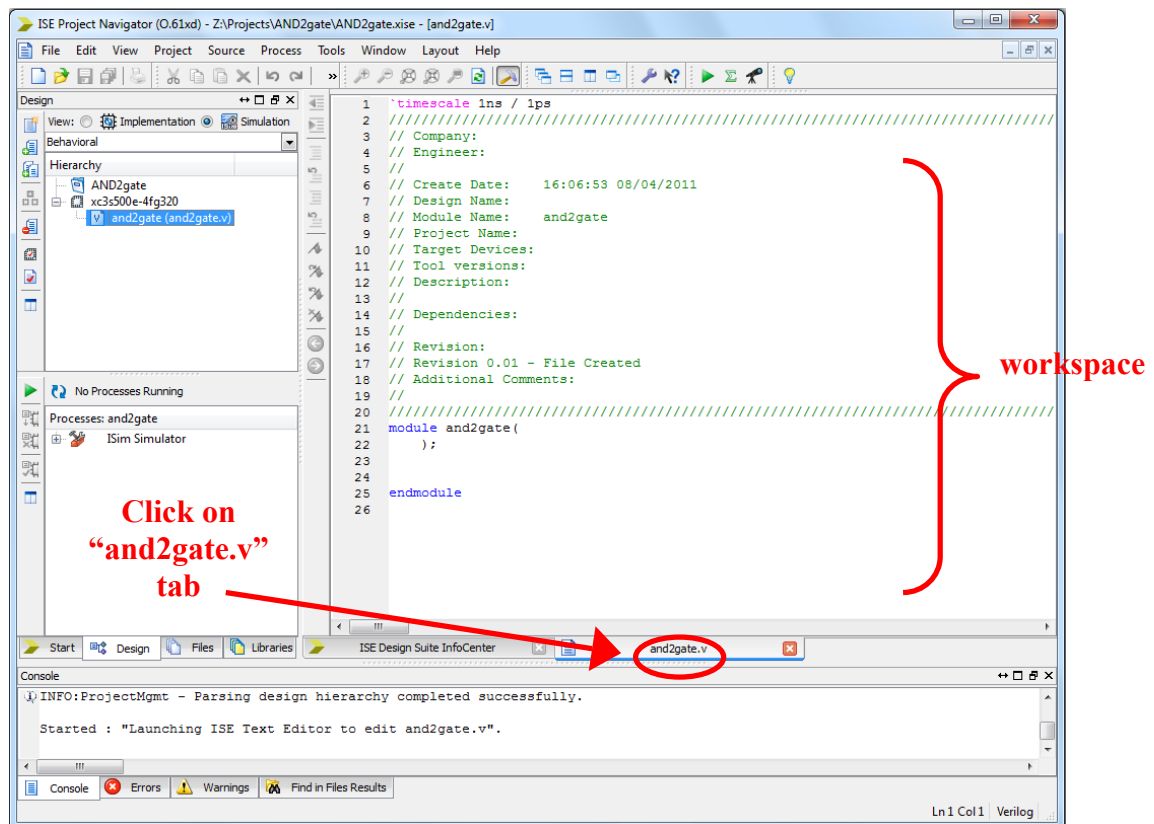 ISE Project Navigator (O.61xd) - Z:\Projects\AND2gate\AND2gate.xise - [and2gate.v]
File Edit View Project Source Process Tools Window Layout Help
»
Design
View: Implementation Simulation
Behavioral
Hierarchy
AND2gate
xc3s500e-4fg320
and2gate (and2gate.v)
No Processes Running
Processes: and2gate
ISim Simulator
Click on
“and2gate.v”
tab
Start Design Files Libraries
1 `timescale 1ns / 1ps
2 //////////////////////////////////////////////////////////////////////////////////
3 // Company:
4 // Engineer:
5 //
6 // Create Date: 16:06:53 08/04/2011
7 // Design Name:
8 // Module Name: and2gate
9 // Project Name:
10 // Target Devices:
11 // Tool versions:
12 // Description:
13 //
14 // Dependencies:
15 //
16 // Revision:
17 // Revision 0.01 - File Created
18 // Additional Comments:
19 //
20 //////////////////////////////////////////////////////////////////////////////////
21 module and2gate(
22 );
23
24
25 endmodule
26
workspace
ISE Design Suite InfoCenter and2gate.v
Console
INFO:ProjectMgmt - Parsing design hierarchy completed successfully.
Started : "Launching ISE Text Editor to edit and2gate.v".
Console Errors Warnings Find in Files Results
Ln 1 Col 1 Verilog